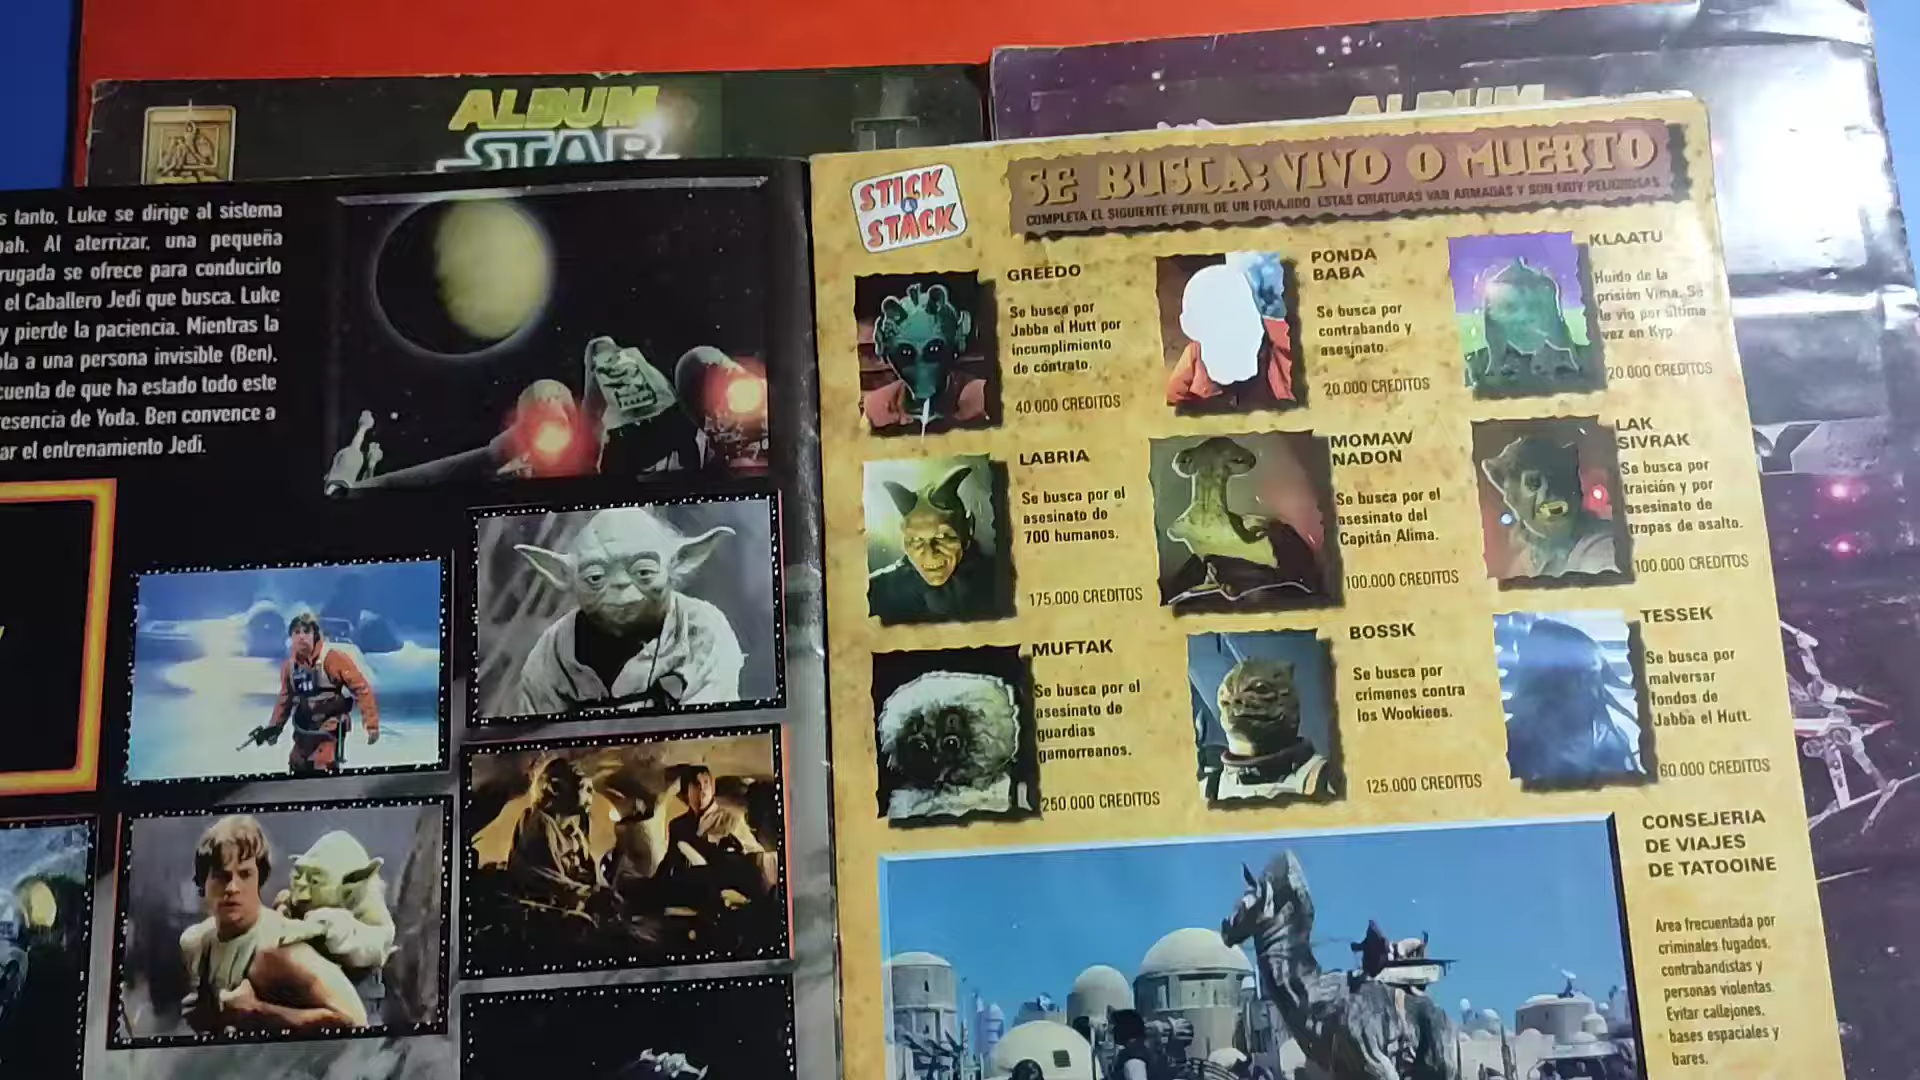 ALBUM
STAR
ALBUM
s tanto, Luke se dirige al sistema
bah. Al aterrizar, una pequeña
rugada se ofrece para conducirlo
el Caballero Jedi que busca. Luke
y pierde la paciencia. Mientras la
bla a una persona invisible (Ben),
cuenta de que ha estado todo este
resencia de Yoda. Ben convence a
ar el entrenamiento Jedi.
STICK
&
STACK
SE BUSCA: VIVO O MUERTO
COMPLETA EL SIGUIENTE PERFIL DE UN FORAJIDO. ESTAS CRIATURAS VAN ARMADAS Y SON MUY PELIGROSAS.
GREEDO
Se busca por
Jabba el Hutt por
incumplimiento
de contrato.
40.000 CREDITOS
PONDA
BABA
Se busca por
contrabando y
asesinato.
20.000 CREDITOS
KLAATU
Huido de la
prisión Vima. Se
le vio por última
vez en Kyp.
20.000 CREDITOS
LABRIA
Se busca por el
asesinato de
700 humanos.
175.000 CREDITOS
MOMAW
NADON
Se busca por el
asesinato del
Capitán Alima.
100.000 CREDITOS
LAK
SIVRAK
Se busca por
traición y por
asesinato de
tropas de asalto.
100.000 CREDITOS
MUFTAK
Se busca por el
asesinato de
guardias
gamorreanos.
250.000 CREDITOS
BOSSK
Se busca por
crímenes contra
los Wookiees.
125.000 CREDITOS
TESSEK
Se busca por
malversar
fondos de
Jabba el Hutt.
60.000 CREDITOS
CONSEJERIA
DE VIAJES
DE TATOOINE
Area frecuentada por
criminales fugados,
contrabandistas y
personas violentas.
Evitar callejones,
bases espaciales y
bares.